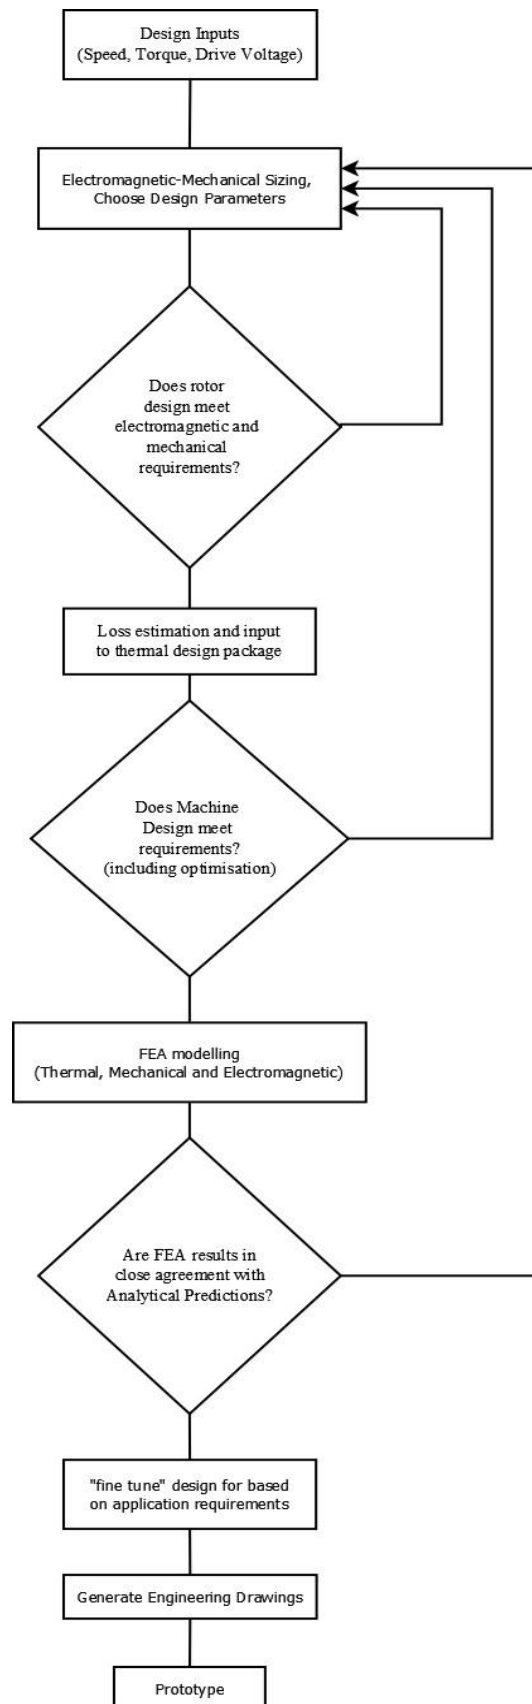 Design Inputs
(Speed, Torque, Drive Voltage)
Electromagnetic-Mechanical Sizing,
Choose Design Parameters
Does rotor
design meet
electromagnetic and
mechanical
requirements?
Loss estimation and input
to thermal design package
Does Machine
Design meet
requirements?
(including optimisation)
FEA modelling
(Thermal, Mechanical and Electromagnetic)
Are FEA results in
close agreement with
Analytical Predictions?
"fine tune" design for based
on application requirements
Generate Engineering Drawings
Prototype